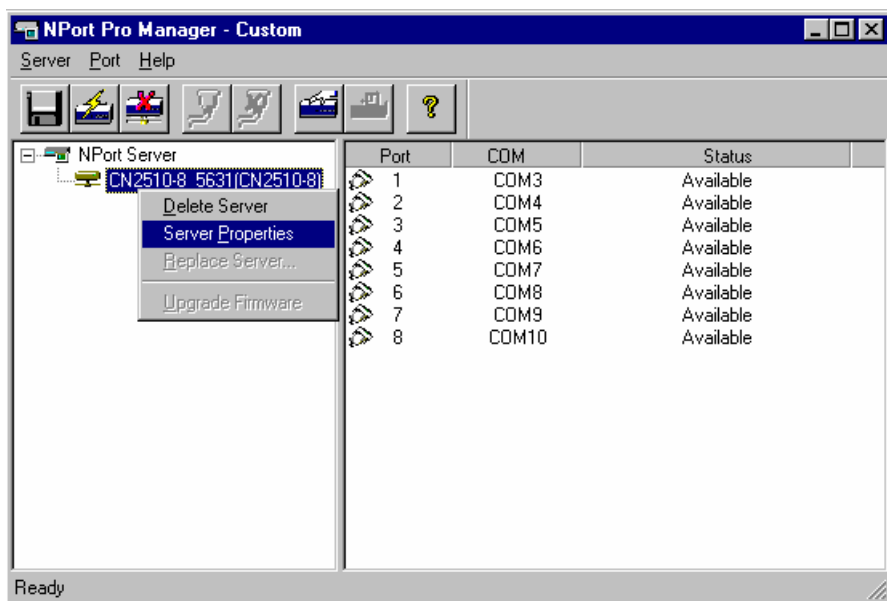 NPort Pro Manager - Custom
Server Port Help
NPort Server
CN2510-8_5631(CN2510-8)
Delete Server
Server Properties
Replace Server...
Upgrade Firmware
Port COM Status
1 COM3 Available
2 COM4 Available
3 COM5 Available
4 COM6 Available
5 COM7 Available
6 COM8 Available
7 COM9 Available
8 COM10 Available
Ready